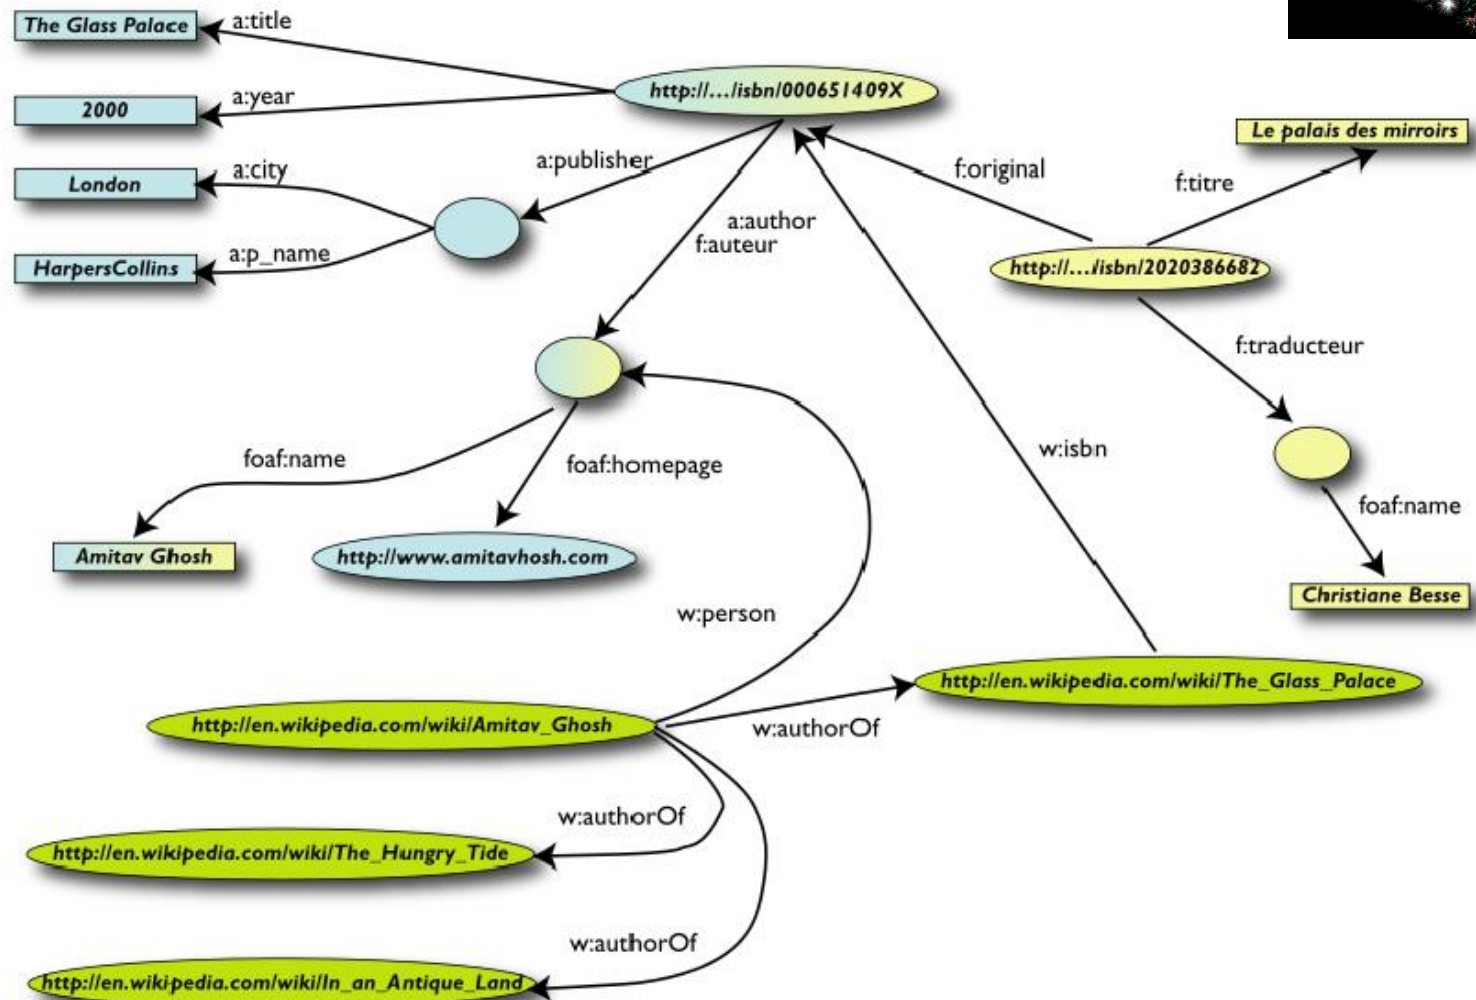 The Glass Palace
a:title
http://.../isbn/000651409X
2000
a:year
Le palais des mirroirs
London
a:city
a:publisher
f:original
f:titre
a:author
f:auteur
HarpersCollins
a:p_name
http://.../isbn/2020386682
f:traducteur
foaf:name
foaf:homepage
w:isbn
foaf:name
Amitav Ghosh
http://www.amitavhosh.com
Christiane Besse
w:person
http://en.wikipedia.com/wiki/The_Glass_Palace
http://en.wikipedia.com/wiki/Amitav_Ghosh
w:authorOf
w:authorOf
http://en.wikipedia.com/wiki/The_Hungry_Tide
w:authorOf
http://en.wikipedia.com/wiki/In_an_Antique_Land